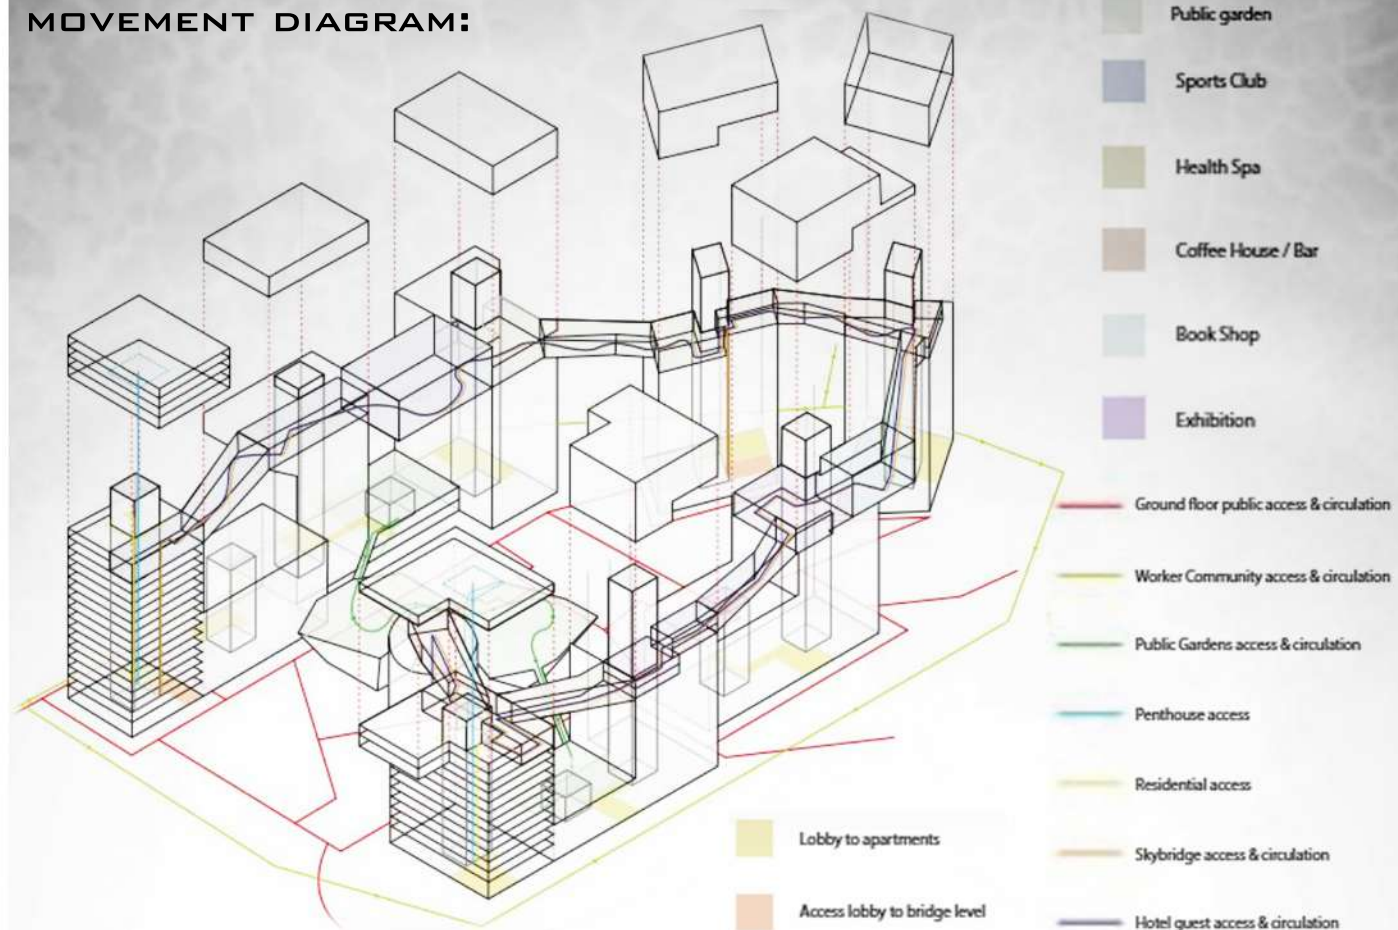 MOVEMENT DIAGRAM:
Public garden
Sports Club
Health Spa
Coffee House / Bar
Book Shop
Exhibition
Ground floor public access & circulation
Worker Community access & circulation
Public Gardens access & circulation
Penthouse access
Residential access
Skybridge access & circulation
Hotel guest access & circulation
Lobby to apartments
Access lobby to bridge level